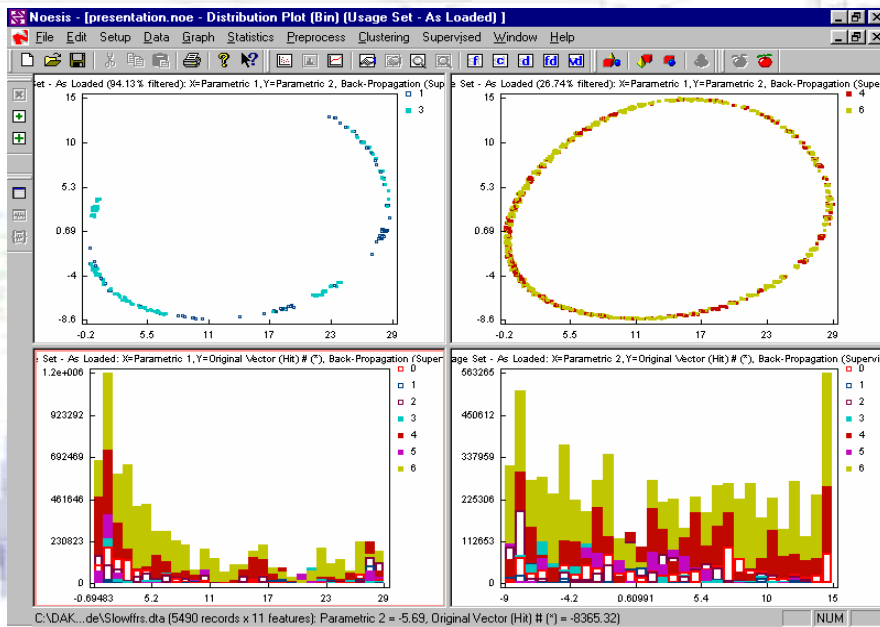 Noesis - [presentation.noe - Distribution Plot (Bin) (Usage Set - As Loaded) ]
File Edit Setup Data Graph Statistics Preprocess Clustering Supervised Window Help
f c d fd vd
Set - As Loaded (94.13% filtered): X=Parametric 1,Y=Parametric 2, Back-Propagation (Supe
1
3
15
10
5.3
0.69
-4
-8.6
-0.2 5.5 11 17 23 29
e Set - As Loaded (26.74% filtered): X=Parametric 1,Y=Parametric 2, Back-Propagation (Supe
4
6
15
10
5.3
0.69
-4
-8.6
-0.2 5.5 11 17 23 29
e Set - As Loaded: X=Parametric 1,Y=Original Vector (Hit) # (*), Back-Propagation (Supervi
0
1
2
3
4
5
6
1.2e+006
923292
692469
461646
230823
0
-0.69483 5.2 11 17 23 29
age Set - As Loaded: X=Parametric 2,Y=Original Vector (Hit) # (*), Back-Propagation (Supervi
0
1
2
3
4
5
6
563265
450612
337959
225306
112653
0
-9 -4.2 0.60991 5.4 10 15
C:\DAK...de\Slowffrs.dta (5490 records x 11 features): Parametric 2 = -5.69, Original Vector (Hit) # (*) = -8365.32)
NUM